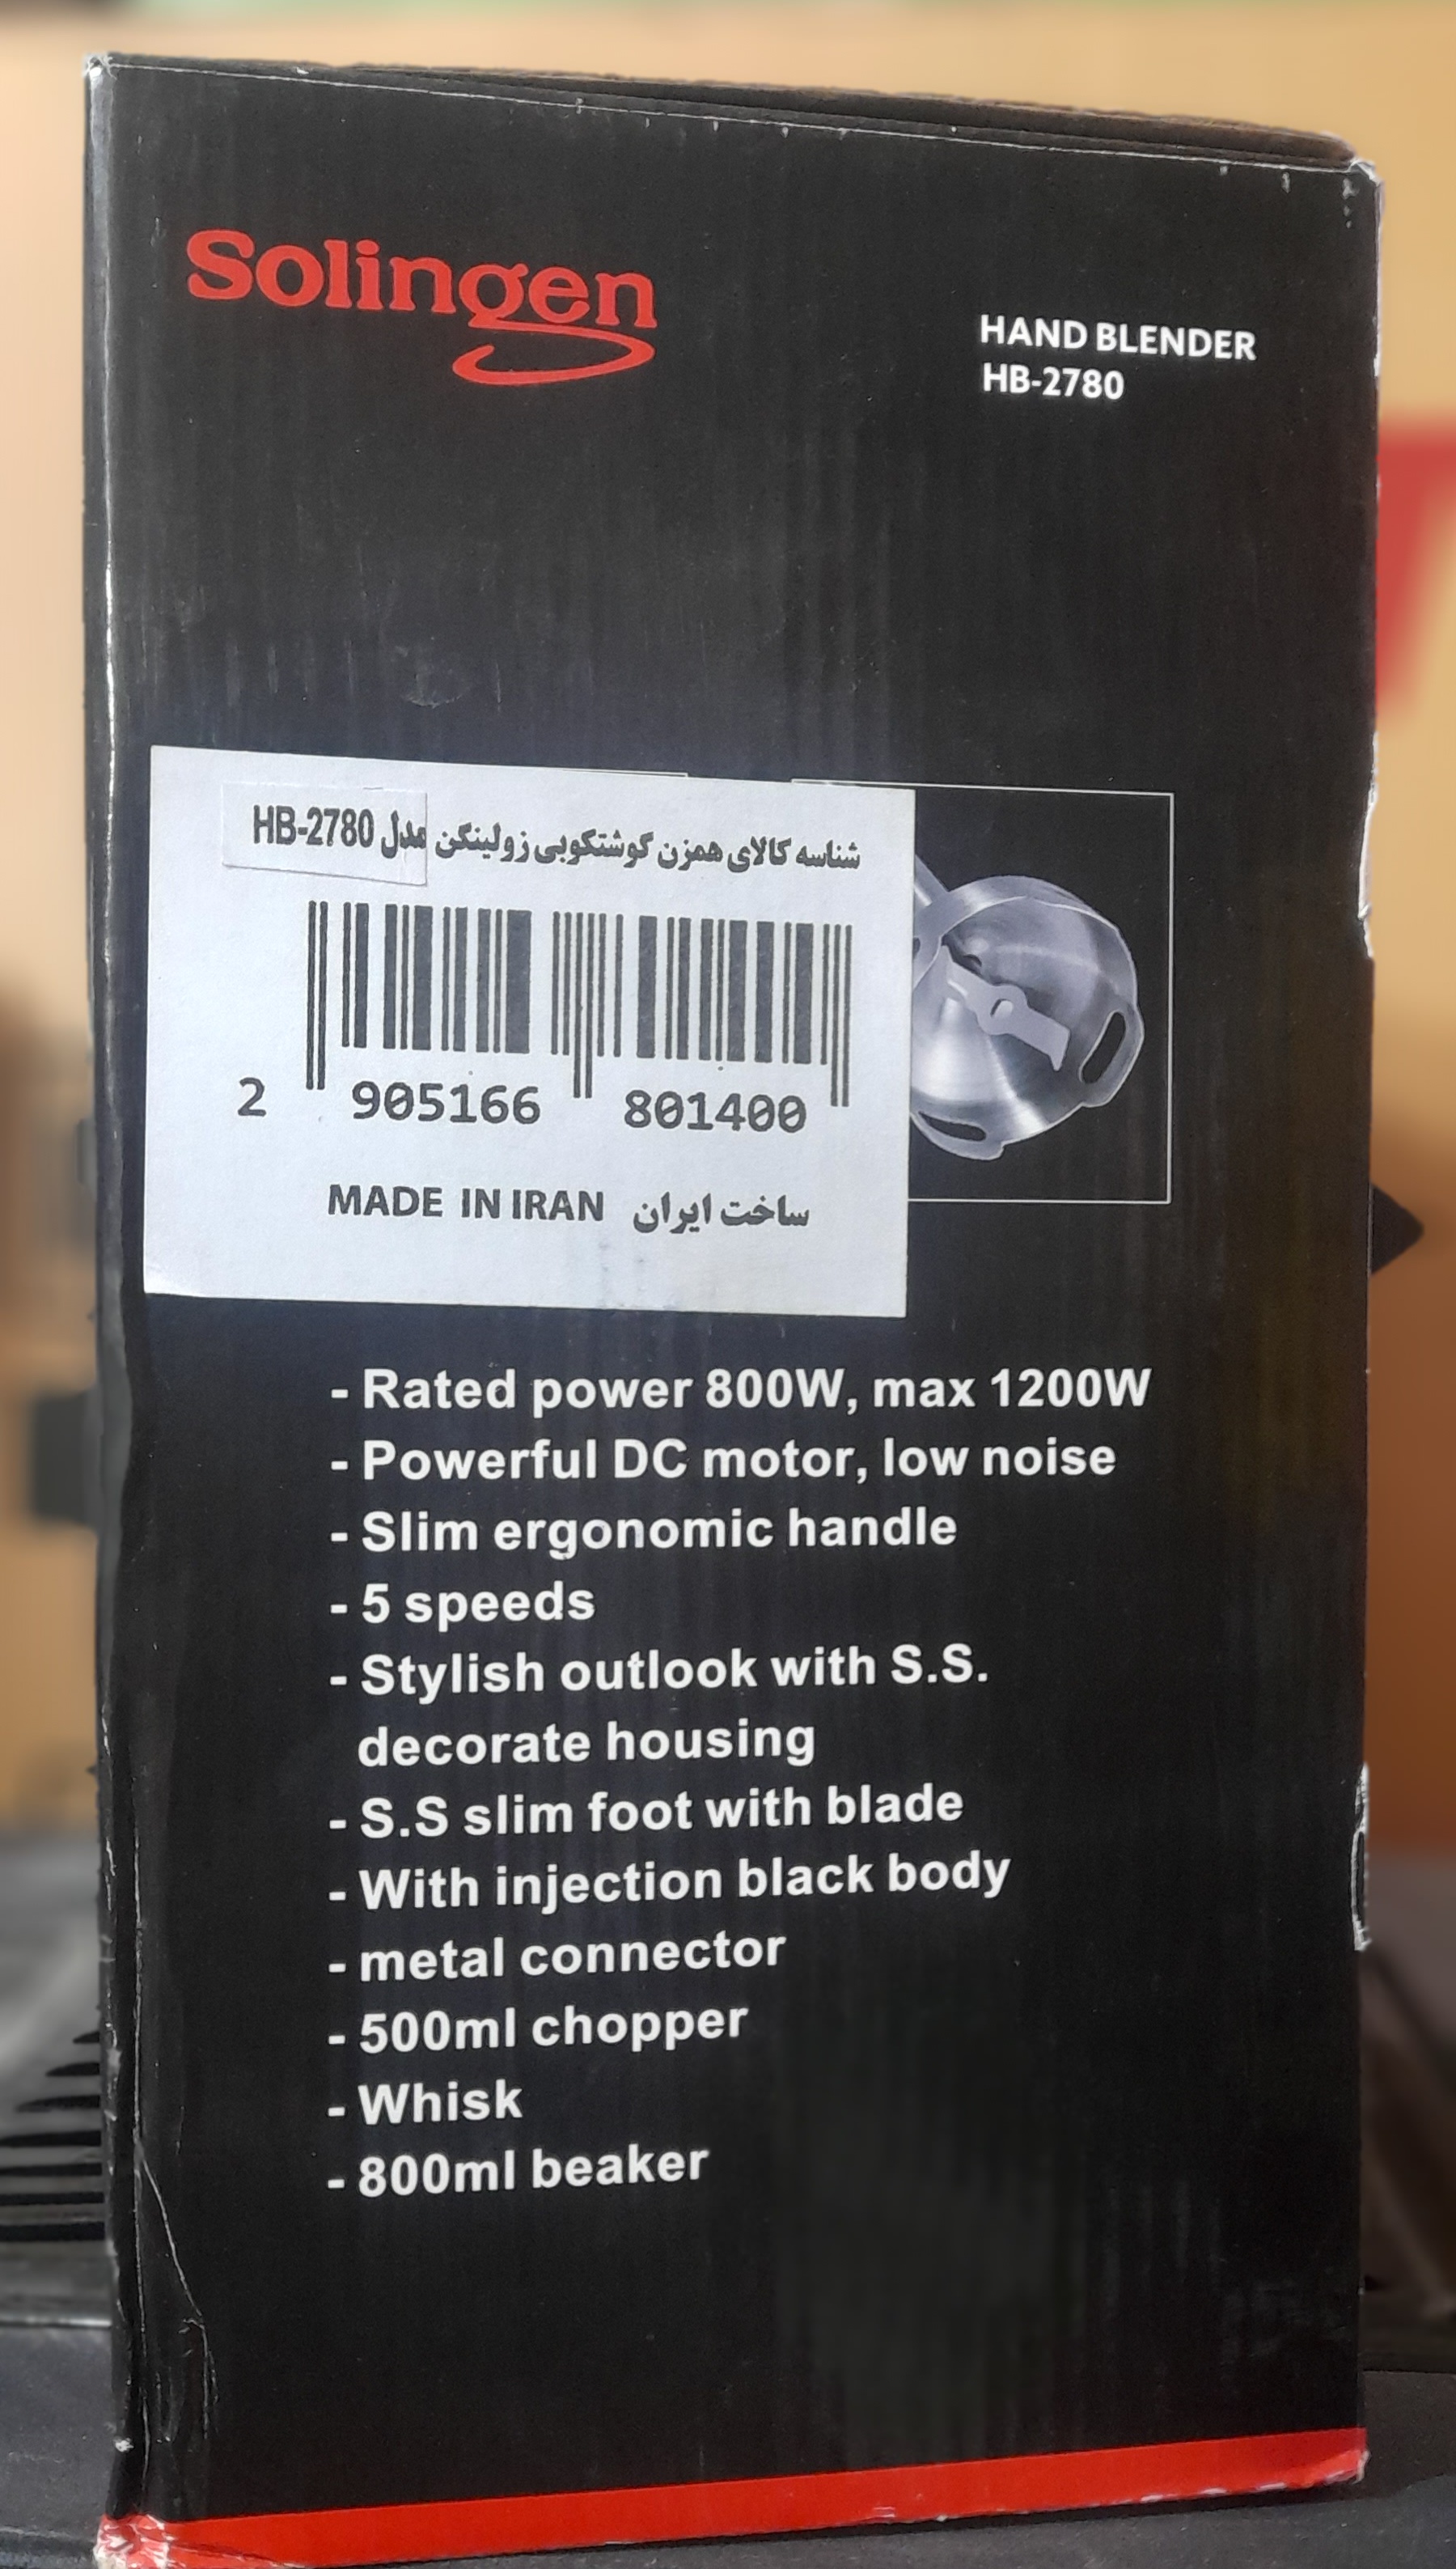 Solingen
HAND BLENDER
HB-2780
شناسه کالای همزن گوشتکوبی زولینگن مدل HB-2780
2 905166 801400
MADE IN IRAN ساخت ایران
- Rated power 800W, max 1200W
- Powerful DC motor, low noise
- Slim ergonomic handle
- 5 speeds
- Stylish outlook with S.S.
decorate housing
- S.S slim foot with blade
- With injection black body
- metal connector
- 500ml chopper
- Whisk
- 800ml beaker